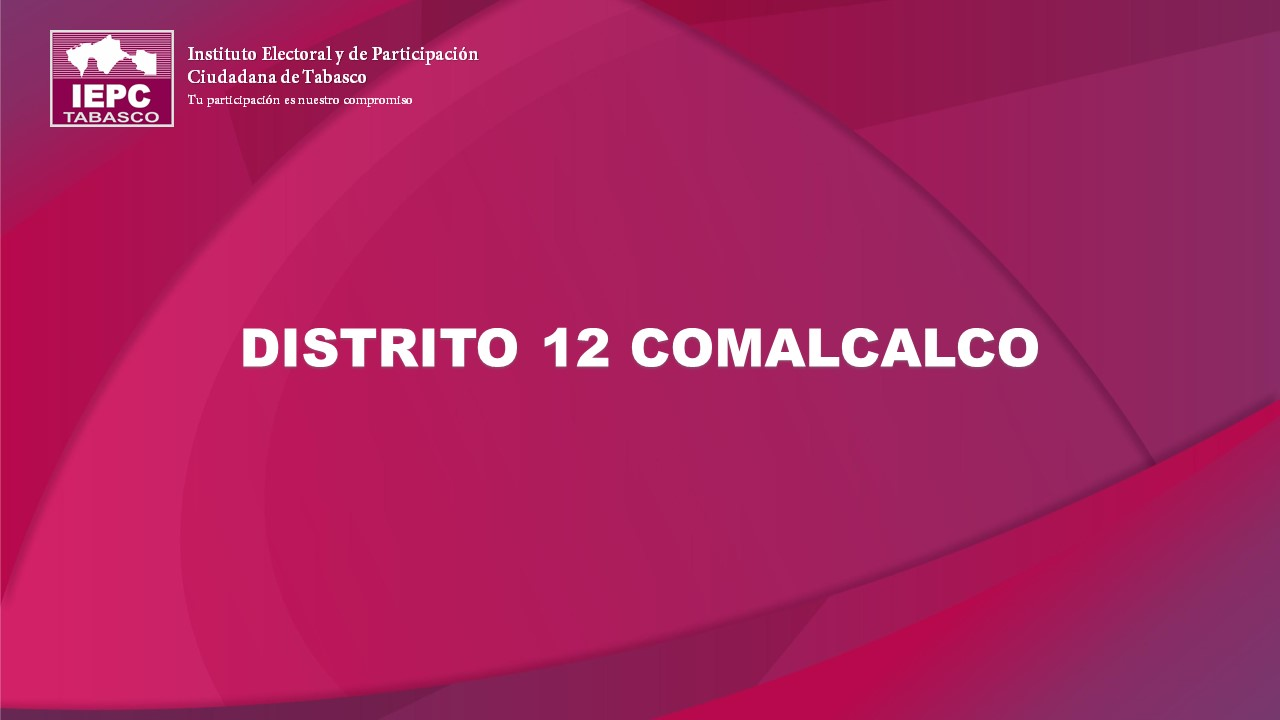 IEPC
TABASCO
Instituto Electoral y de Participación
Ciudadana de Tabasco
Tu participación es nuestro compromiso
DISTRITO 12 COMALCALCO